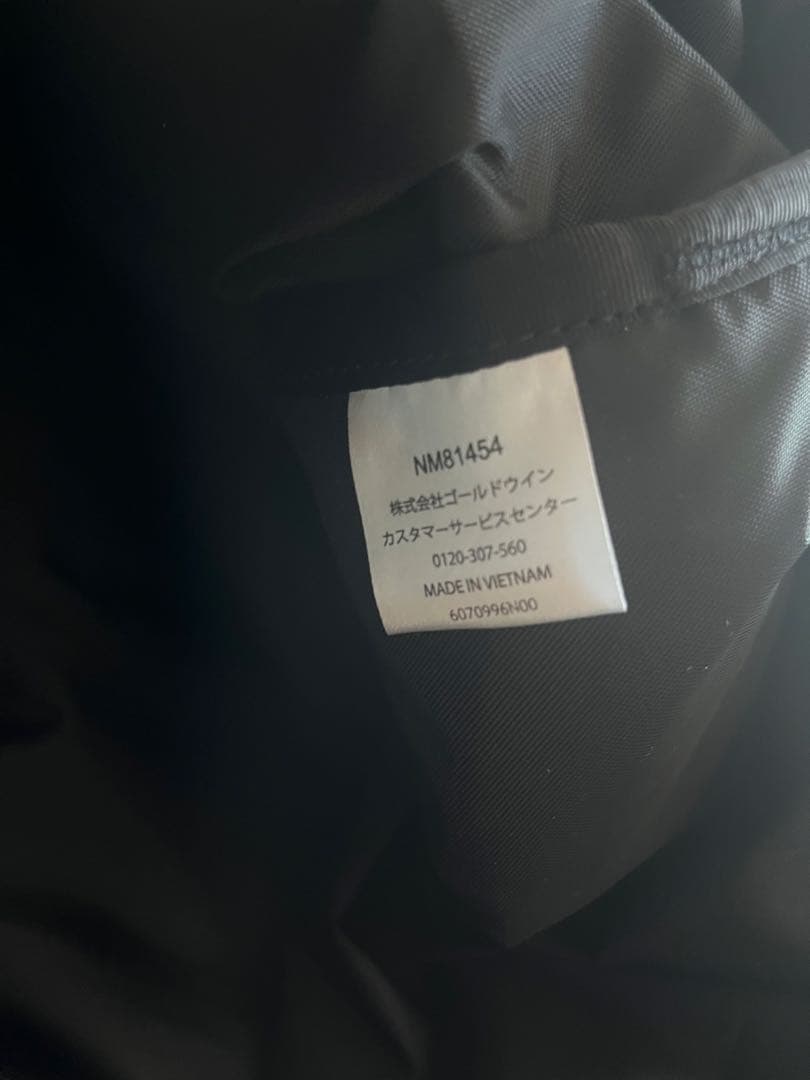 NM81454
株式会社ゴールドウイン
カスタマーサービスセンター
0120-307-560
MADE IN VIETNAM
6070996N00